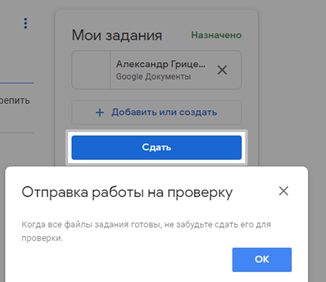 Мои задания
Назначено
Александр Грице...
Google Документы
репить
Добавить или создать
Сдать
Отправка работы на проверку
Когда все файлы задания готовы, не забудьте сдать его для
проверки.
ОК